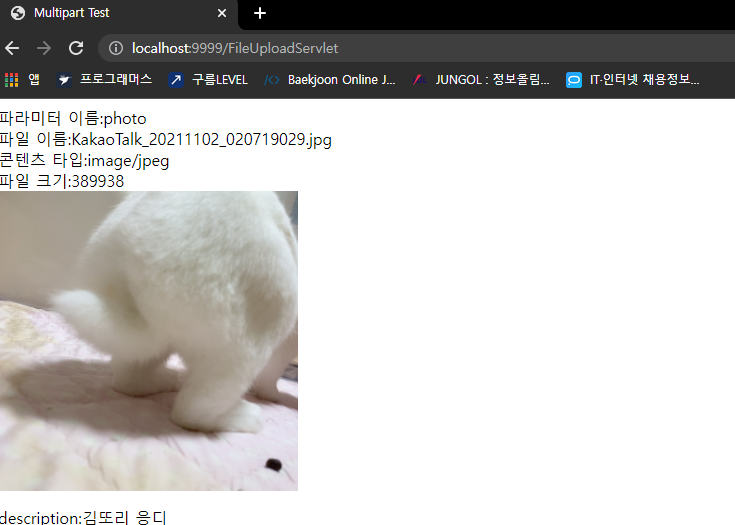 Multipart Test
localhost:9999/FileUploadServlet
앱 프로그래머스 구름LEVEL Baekjoon Online J... JUNGOL : 정보올림... IT·인터넷 채용정보...
파라미터 이름:photo
파일 이름:KakaoTalk_20211102_020719029.jpg
콘텐츠 타입:image/jpeg
파일 크기:389938
description:김또리 응디